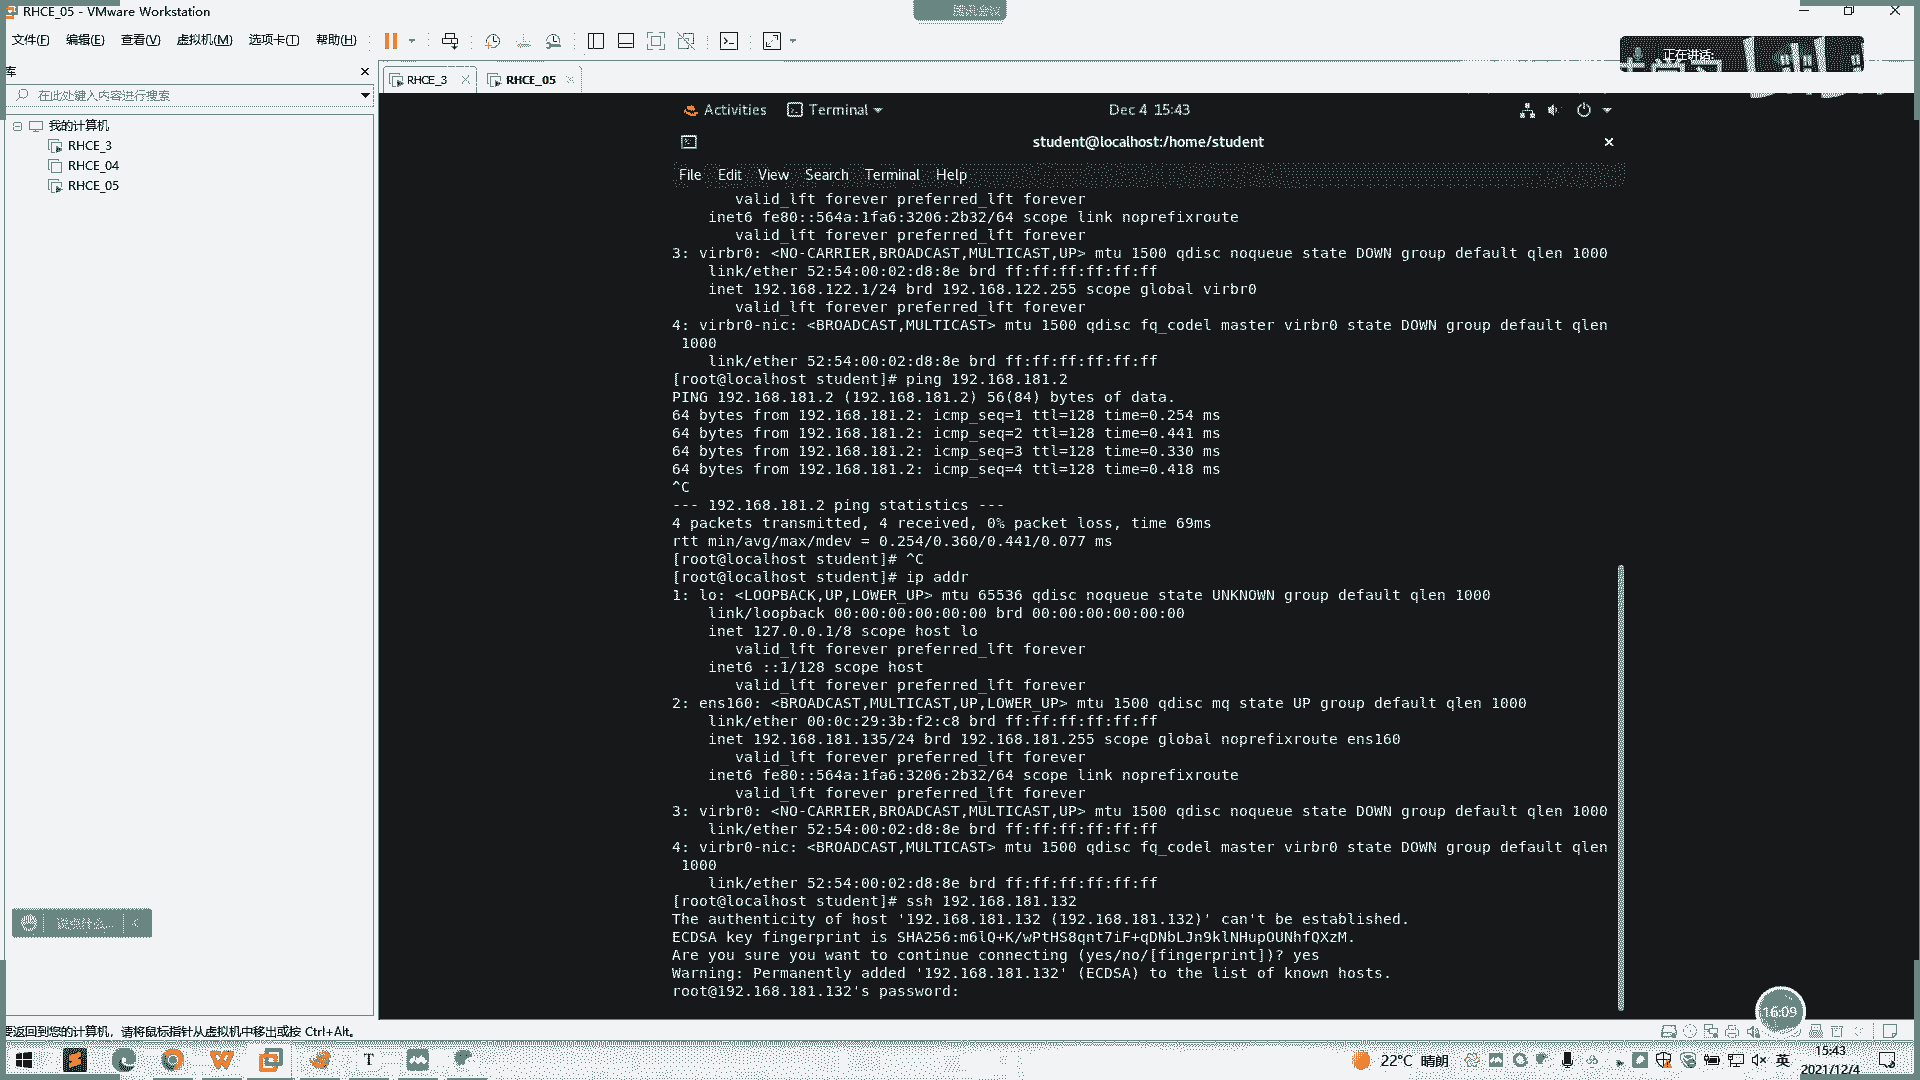 RHCE_05 - VMware Workstation
腾讯会议
文件(F) 编辑(E) 查看(V) 虚拟机(M) 选项卡(T) 帮助(H)
正在讲话:
库
RHCE_3
RHCE_05
在此处键入内容进行搜索
我的计算机
RHCE_3
RHCE_04
RHCE_05
Activities Terminal Dec 4 15:43
student@localhost:/home/student
File Edit View Search Terminal Help
valid_lft forever preferred_lft forever
inet6 fe80::564a:1fa6:3206:2b32/64 scope link noprefixroute
valid_lft forever preferred_lft forever
3: virbr0: <NO-CARRIER,BROADCAST,MULTICAST,UP> mtu 1500 qdisc noqueue state DOWN group default qlen 1000
link/ether 52:54:00:02:d8:8e brd ff:ff:ff:ff:ff:ff
inet 192.168.122.1/24 brd 192.168.122.255 scope global virbr0
valid_lft forever preferred_lft forever
4: virbr0-nic: <BROADCAST,MULTICAST> mtu 1500 qdisc fq_codel master virbr0 state DOWN group default qlen
1000
link/ether 52:54:00:02:d8:8e brd ff:ff:ff:ff:ff:ff
[root@localhost student]# ping 192.168.181.2
PING 192.168.181.2 (192.168.181.2) 56(84) bytes of data.
64 bytes from 192.168.181.2: icmp_seq=1 ttl=128 time=0.254 ms
64 bytes from 192.168.181.2: icmp_seq=2 ttl=128 time=0.441 ms
64 bytes from 192.168.181.2: icmp_seq=3 ttl=128 time=0.330 ms
64 bytes from 192.168.181.2: icmp_seq=4 ttl=128 time=0.418 ms
^C
--- 192.168.181.2 ping statistics ---
4 packets transmitted, 4 received, 0% packet loss, time 69ms
rtt min/avg/max/mdev = 0.254/0.360/0.441/0.077 ms
[root@localhost student]# ^C
[root@localhost student]# ip addr
1: lo: <LOOPBACK,UP,LOWER_UP> mtu 65536 qdisc noqueue state UNKNOWN group default qlen 1000
link/loopback 00:00:00:00:00:00 brd 00:00:00:00:00:00
inet 127.0.0.1/8 scope host lo
valid_lft forever preferred_lft forever
inet6 ::1/128 scope host
valid_lft forever preferred_lft forever
2: ens160: <BROADCAST,MULTICAST,UP,LOWER_UP> mtu 1500 qdisc mq state UP group default qlen 1000
link/ether 00:0c:29:3b:f2:c8 brd ff:ff:ff:ff:ff:ff
inet 192.168.181.135/24 brd 192.168.181.255 scope global noprefixroute ens160
valid_lft forever preferred_lft forever
inet6 fe80::564a:1fa6:3206:2b32/64 scope link noprefixroute
valid_lft forever preferred_lft forever
3: virbr0: <NO-CARRIER,BROADCAST,MULTICAST,UP> mtu 1500 qdisc noqueue state DOWN group default qlen 1000
link/ether 52:54:00:02:d8:8e brd ff:ff:ff:ff:ff:ff
4: virbr0-nic: <BROADCAST,MULTICAST> mtu 1500 qdisc fq_codel master virbr0 state DOWN group default qlen
1000
link/ether 52:54:00:02:d8:8e brd ff:ff:ff:ff:ff:ff
[root@localhost student]# ssh 192.168.181.132
The authenticity of host '192.168.181.132 (192.168.181.132)' can't be established.
ECDSA key fingerprint is SHA256:m6lQ+K/wPtHS8qnt7iF+qDNbLJn9klNHupOUNhfQXzM.
Are you sure you want to continue connecting (yes/no/[fingerprint])? yes
Warning: Permanently added '192.168.181.132' (ECDSA) to the list of known hosts.
root@192.168.181.132's password:
说点什么...
16:09
要返回到您的计算机，请将鼠标指针从虚拟机中移出或按 Ctrl+Alt。
22°C 晴朗
英
15:43
2021/12/4